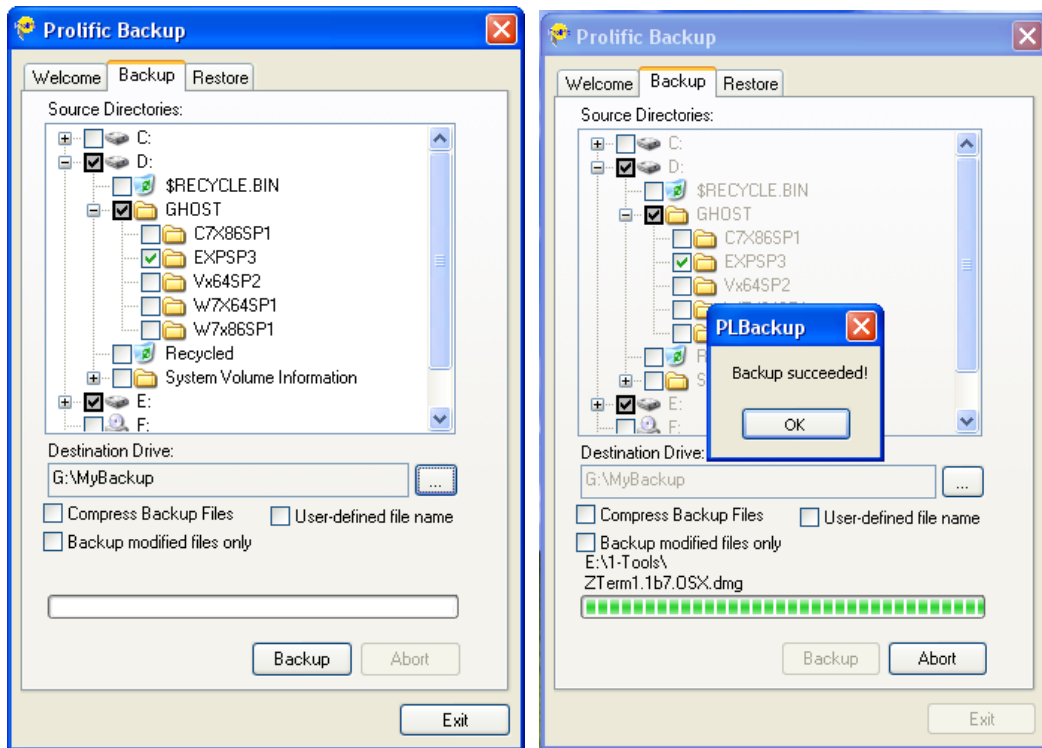 Prolific Backup
Welcome Backup Restore
Source Directories:
C:
D:
$RECYCLE.BIN
GHOST
C7X86SP1
EXPSP3
Vx64SP2
W7X64SP1
W7x86SP1
Recycled
System Volume Information
E:
F:
Destination Drive:
G:\MyBackup
...
Compress Backup Files User-defined file name
Backup modified files only
Backup Abort
Exit
Prolific Backup
Welcome Backup Restore
Source Directories:
C:
D:
$RECYCLE.BIN
GHOST
C7X86SP1
EXPSP3
Vx64SP2
PLBackup
Backup succeeded!
OK
E:
F:
Destination Drive:
G:\MyBackup
...
Compress Backup Files User-defined file name
Backup modified files only
E:\1-Tools\
ZTerm1.1b7.OSX.dmg
Backup Abort
Exit